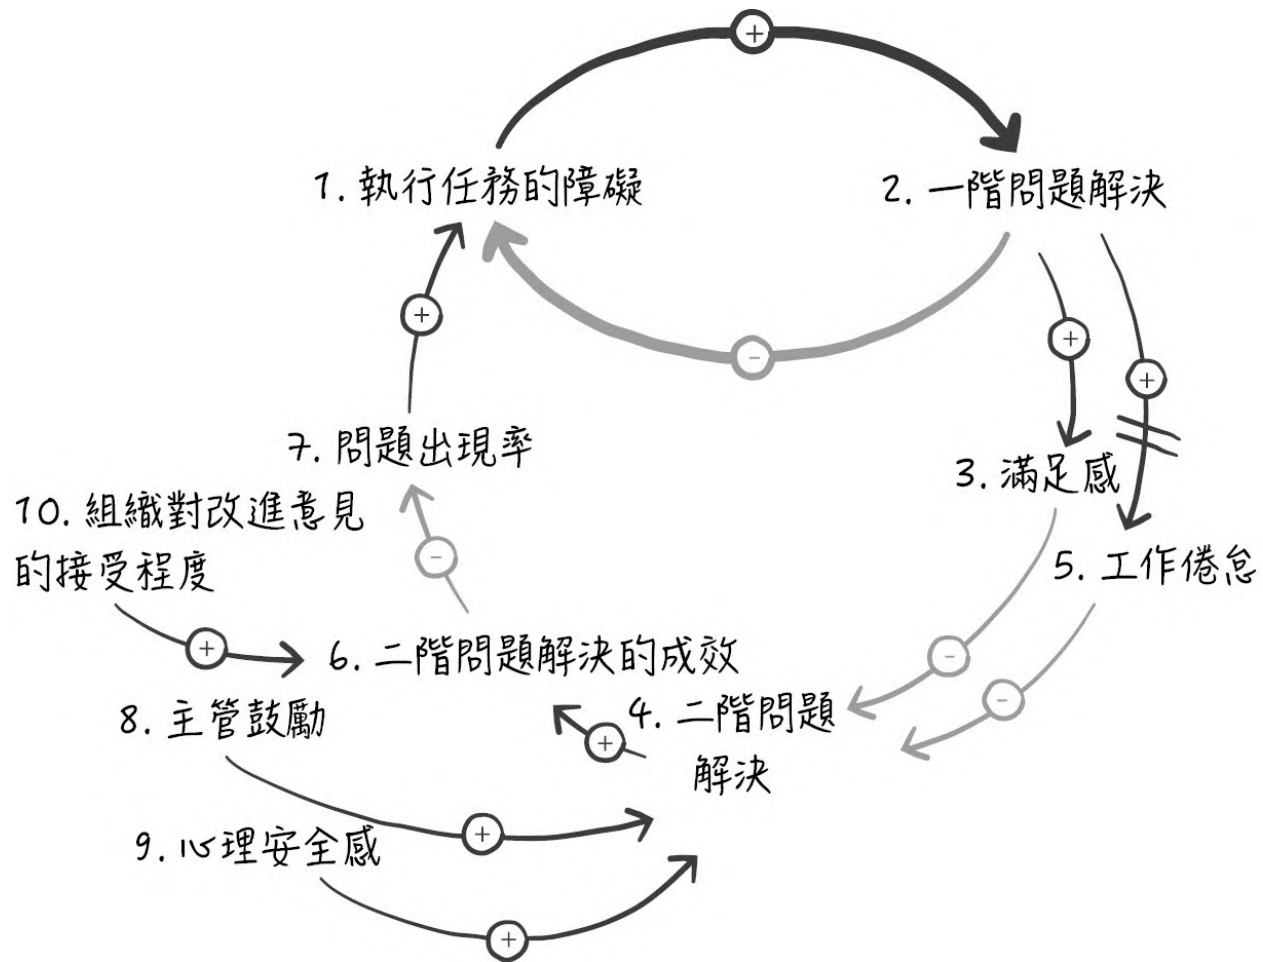 +
1. 執行任務的障礙
2. 一階問題解決
+
-
+
+
7. 問題出現率
3. 滿足感
10. 組織對改進意見
的接受程度
-
5. 工作倦怠
+
6. 二階問題解決的成效
-
-
8. 主管鼓勵
4. 二階問題
解決
+
+
9. 心理安全感
+